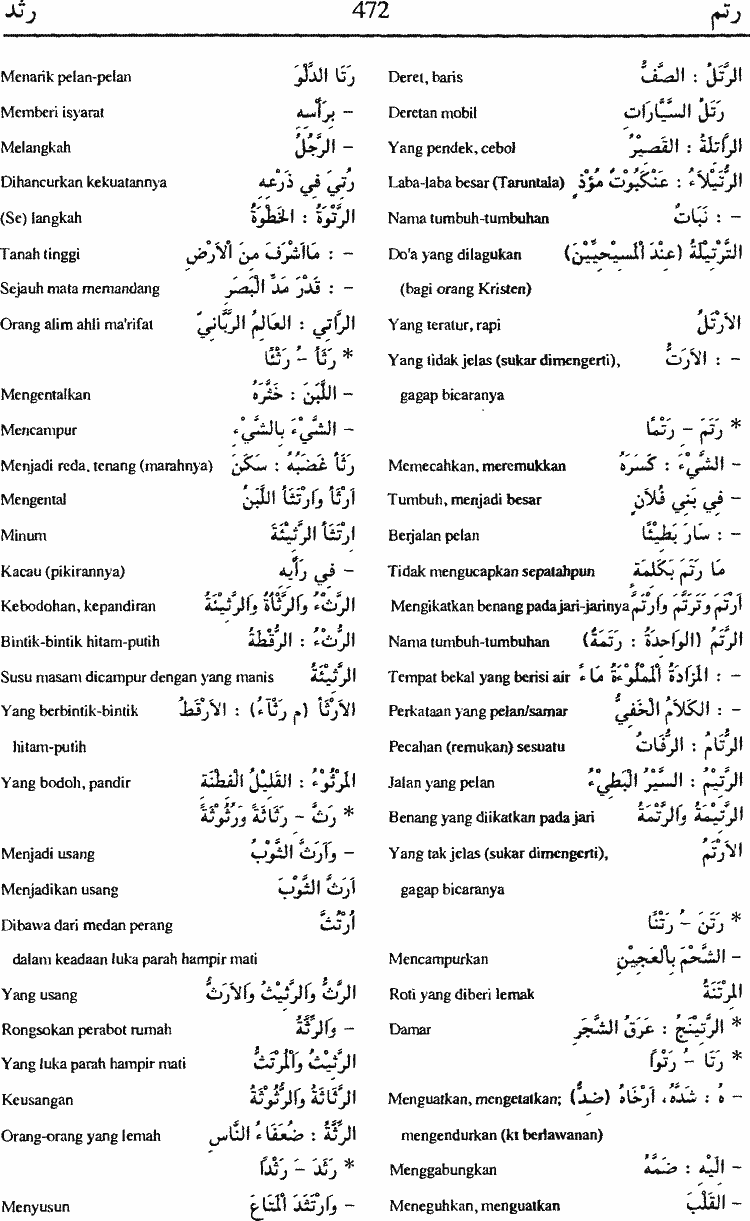 رتم 472 رثد
الرَّتَلُ : الصَّفُّ Deret, baris
رَتَلُ السَّيَّارَاتِ Deretan mobil
الرَّاتِلَةُ : القَصِيْرُ Yang pendek, cebol
الرُّتَيْلاَءُ : عَنْكَبُوْتٌ مُؤْذٍ Laba-laba besar (Taruntala)
- : نَبَاتٌ Nama tumbuh-tumbuhan
التَّرْتِيْلَةُ (عِنْدَ الْمَسِيْحِيِّيْنَ) Do'a yang dilagukan
(bagi orang Kristen)
الأَرْتَلُ Yang teratur, rapi
- : الأَرَتُّ Yang tidak jelas (sukar dimengerti),
gagap bicaranya
* رَتَمَ - رَتْمًا
- الشَّيْءَ : كَسَرَهُ Memecahkan, meremukkan
- فِي بَنِي فُلاَنٍ Tumbuh, menjadi besar
- : سَارَ بَطِيْئًا Berjalan pelan
مَا رَتَمَ بِكَلِمَةٍ Tidak mengucapkan sepatahpun
أَرْتَمَ وَتَرَتَّمَ وَارْتَتَمَ Mengikatkan benang pada jari-jarinya
الرَّتَمُ (الوَاحِدَةُ : رَتَمَةٌ) Nama tumbuh-tumbuhan
- : المَزَادَةُ الْمَمْلُوْءَةُ مَاءً Tempat bekal yang berisi air
- : الكَلاَمُ الْخَفِيُّ Perkataan yang pelan/samar
الرُّتَامُ : الرُّفَاتُ Pecahan (remukan) sesuatu
الرَّتِيْمُ : السَّيْرُ البَطِيْءُ Jalan yang pelan
الرَّتِيْمَةُ وَالرَّتْمَةُ Benang yang diikatkan pada jari
الأَرْتَمُ Yang tak jelas (sukar dimengerti),
gagap bicaranya
* رَتَنَ - رَتْنًا
- الشَّحْمَ بِالْعَجِيْنِ Mencampurkan
المُرَتَّنَةُ Roti yang diberi lemak
* الرَّتِيْنَجُ : عَرَقُ الشَّجَرِ Damar
* رَتَا - رَتْوًا
- هُ : شَدَّهُ، أَرْخَاهُ (ضدّ) Menguatkan, mengetatkan;
mengendurkan (kt berlawanan)
- الَيْهِ : ضَمَّهُ Menggabungkan
- القَلْبَ Meneguhkan, menguatkan
رَتَا الدَّلْوَ Menarik pelan-pelan
- بِرَأْسِهِ Memberi isyarat
- الرَّجُلُ Melangkah
رُتِيَ فِي ذَرْعِهِ Dihancurkan kekuatannya
الرَّتْوَةُ : الخَطْوَةُ (Se) langkah
- : مَاأَشْرَفَ مِنَ الأَرْضِ Tanah tinggi
- : قَدْرَ مَدِّ البَصَرِ Sejauh mata memandang
الرَّاتِي : العَالِمُ الرَّبَّانِيُّ Orang alim ahli ma'rifat
* رَثَأَ - رَثْئًا
- اللَّبَنَ : خَثَّرَهُ Mengentalkan
- الشَّيْءَ بِالشَّيْءِ Mencampur
رَثَأَ غَضَبُهُ : سَكَنَ Menjadi reda, tenang (marahnya)
أَرْثَأَ وَارْتَثَأَ اللَّبَنُ Mengental
ارْتَثَأَ الرَّثِيْئَةَ Minum
- فِي رَأْيِهِ Kacau (pikirannya)
الرَّثْءُ وَالرَّثْأَةُ وَالرَّثِيْئَةُ Kebodohan, kepandiran
الرُّثْءُ : الرُّقْطَةُ Bintik-bintik hitam-putih
الرَّثِيْئَةُ Susu masam dicampur dengan yang manis
الأَرْثَأُ (م رَثْآءُ) : الأَرْقَطُ Yang berbintik-bintik
hitam-putih
المَرْثُوْءُ : القَلِيْلُ الْفِطْنَةِ Yang bodoh, pandir
* رَثَّ - رَثَاثَةً وَرُثُوْثَةً
- وَأَرَثَّ الثَّوْبُ Menjadi usang
أَرَثَّ الثَّوْبَ Menjadikan usang
اُرْتُثَّ Dibawa dari medan perang
dalam keadaan luka parah hampir mati
الرَّثُّ وَالرَّثِيْثُ وَالأَرَثُّ Yang usang
- وَالرِّثَّةُ Rongsokan perabot rumah
الرَّثِيْثُ وَالْمُرْتَثُّ Yang luka parah hampir mati
الرَّثَاثَةُ وَالرُّثُوْثَةُ Keusangan
الرِّثَّةُ : ضُعَفَاءُ النَّاسِ Orang-orang yang lemah
* رَثَدَ - رَثْدًا
- وَارْتَثَدَ الْمَتَاعَ Menyusun